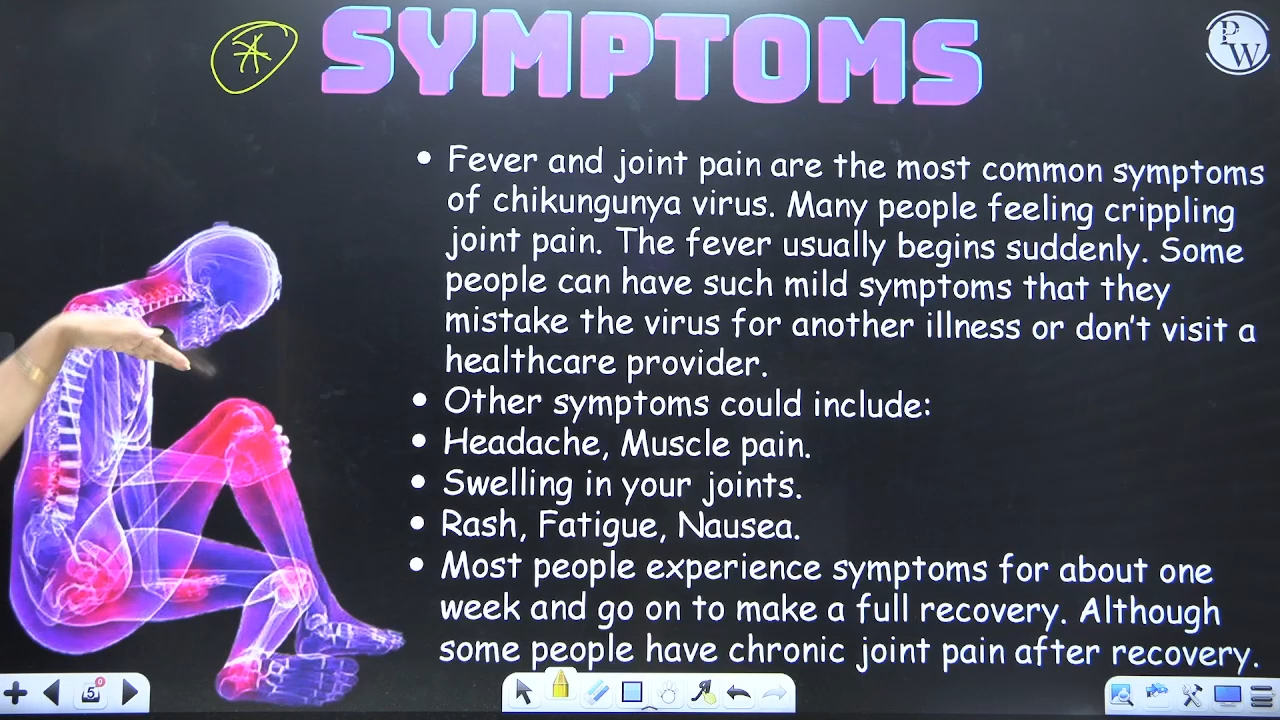 SYMPTOMS
PW
• Fever and joint pain are the most common symptoms
of chikungunya virus. Many people feeling crippling
joint pain. The fever usually begins suddenly. Some
people can have such mild symptoms that they
mistake the virus for another illness or don't visit a
healthcare provider.
• Other symptoms could include:
• Headache, Muscle pain.
• Swelling in your joints.
• Rash, Fatigue, Nausea.
• Most people experience symptoms for about one
week and go on to make a full recovery. Although
some people have chronic joint pain after recovery.
5 0